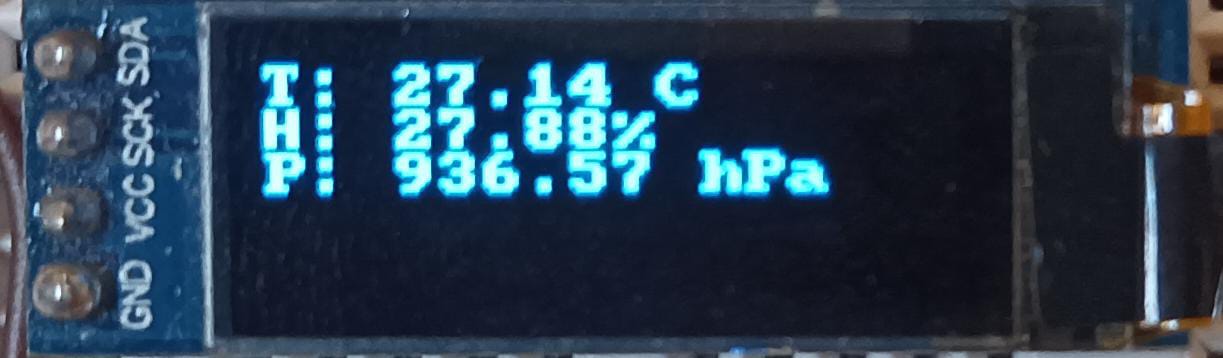 T: 27.14 C
H: 27.88%
P: 936.57 hPa
SDA
SCK
VCC
GND